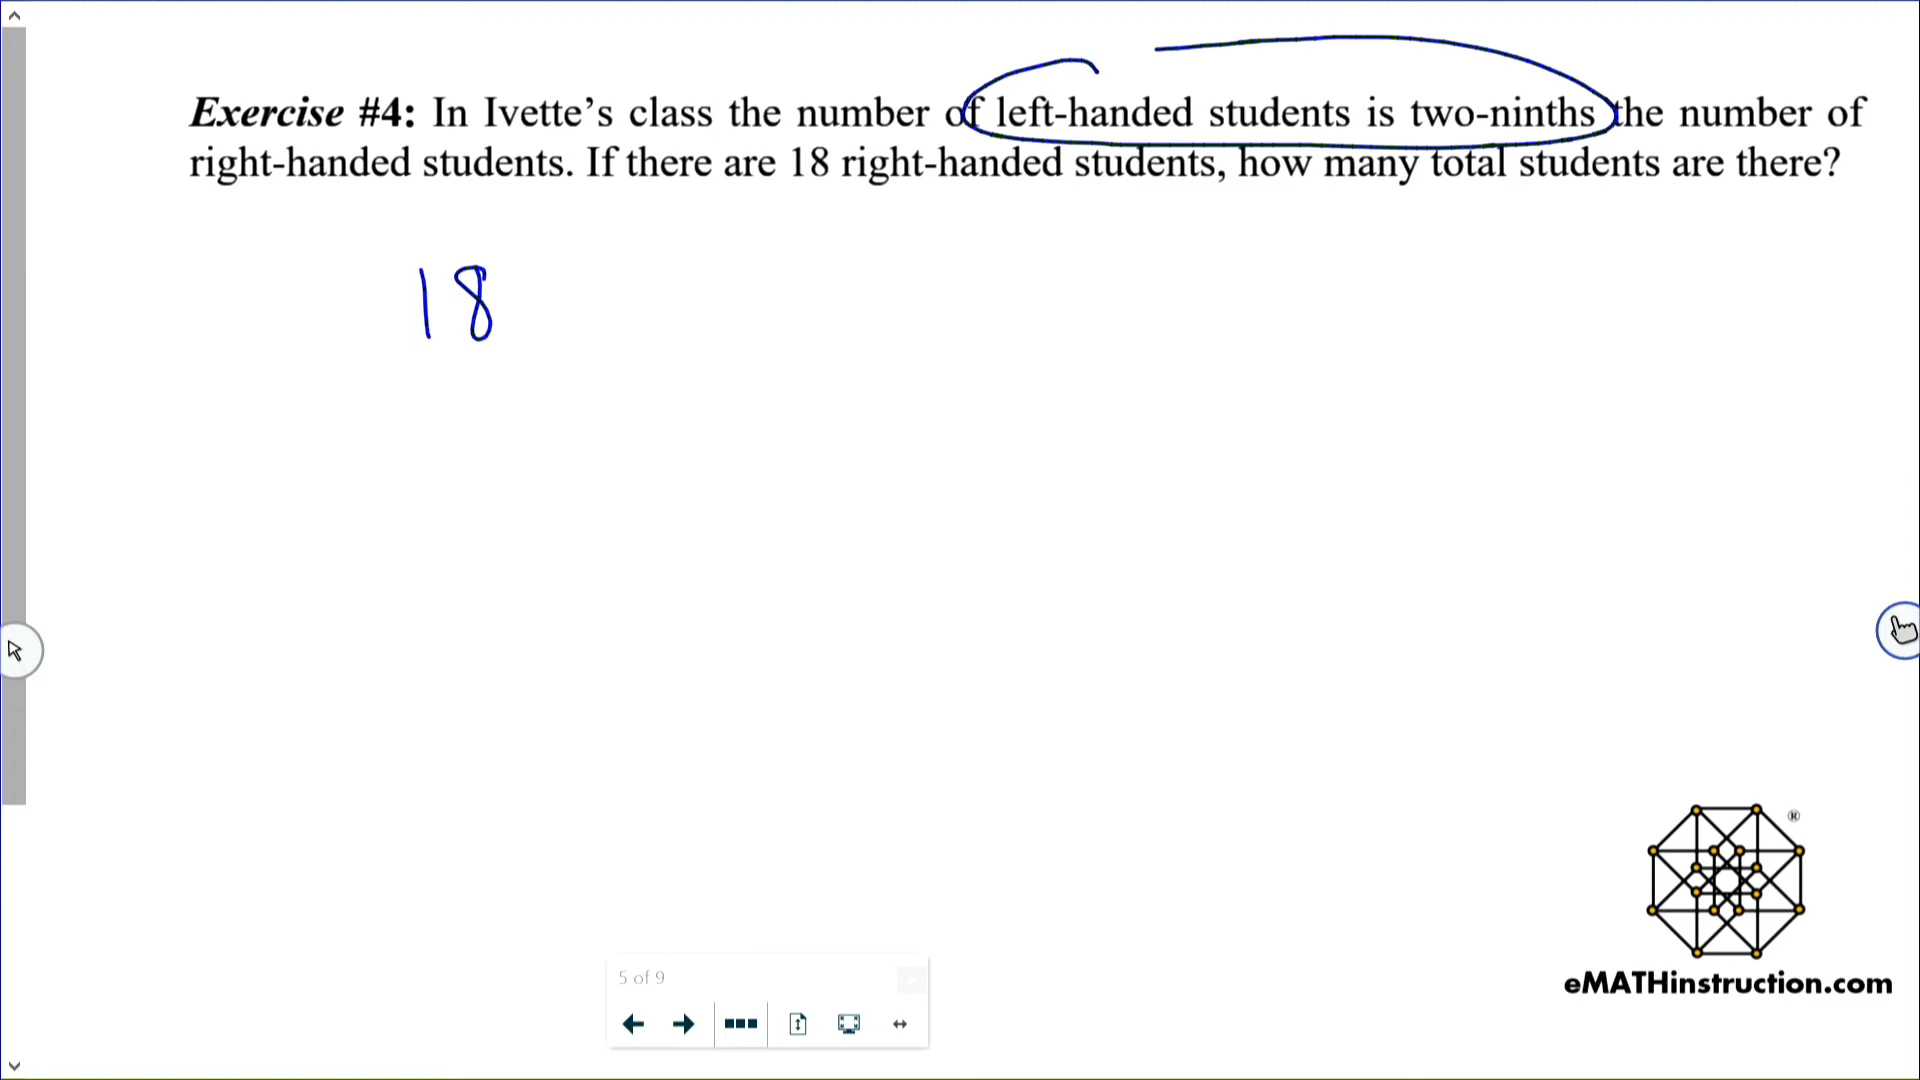 Exercise #4: In Ivette’s class the number of left-handed students is two-ninths the number of
right-handed students. If there are 18 right-handed students, how many total students are there?
18
®
eMATHinstruction.com
5 of 9